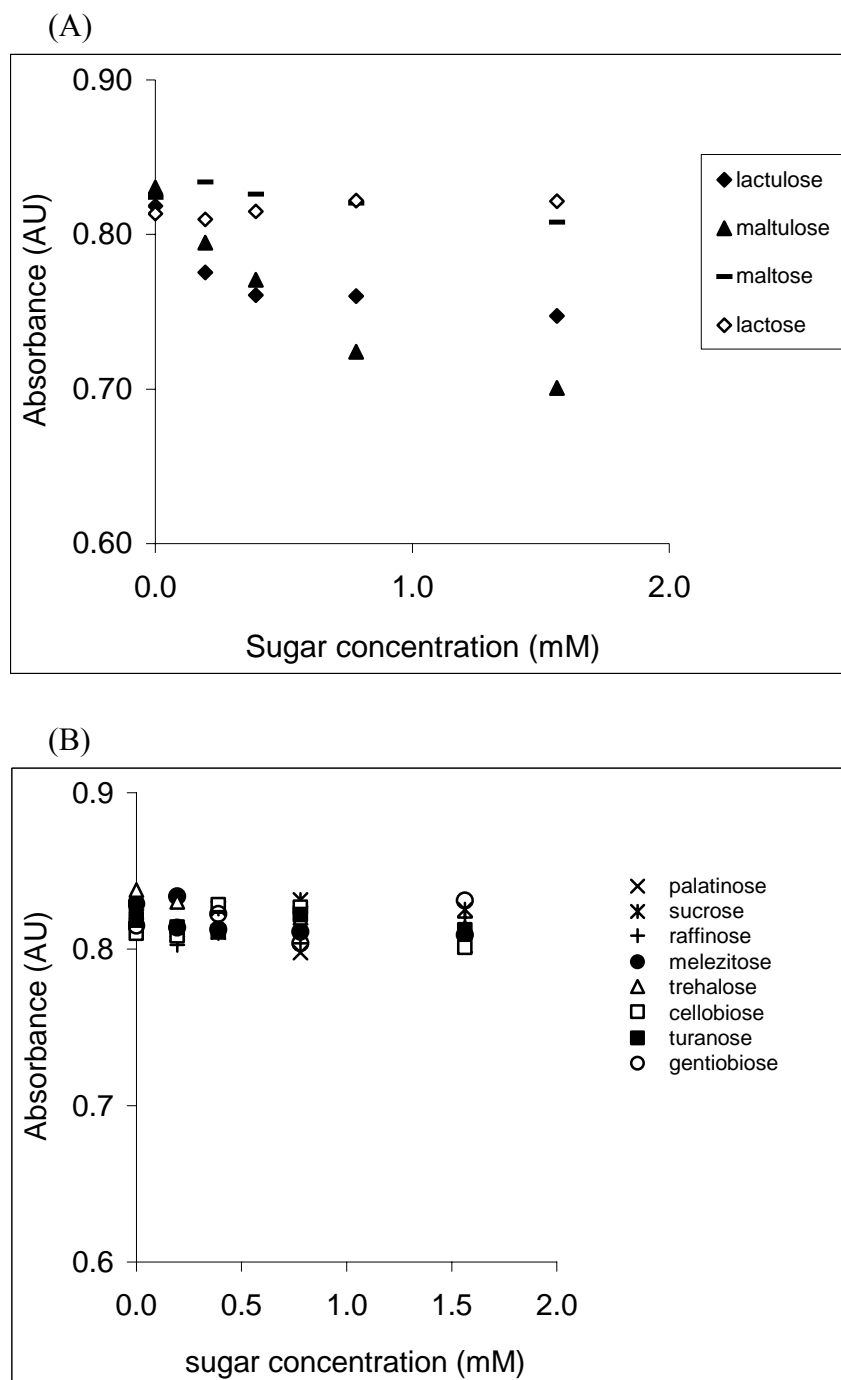 (A)
0.90
0.80
0.70
0.60
Absorbance (AU)
0.0 1.0 2.0
Sugar concentration (mM)
lactulose
maltulose
maltose
lactose
(B)
0.9
0.8
0.7
0.6
Absorbance (AU)
0.0 0.5 1.0 1.5 2.0
sugar concentration (mM)
palatinose
sucrose
raffinose
melezitose
trehalose
cellobiose
turanose
gentiobiose